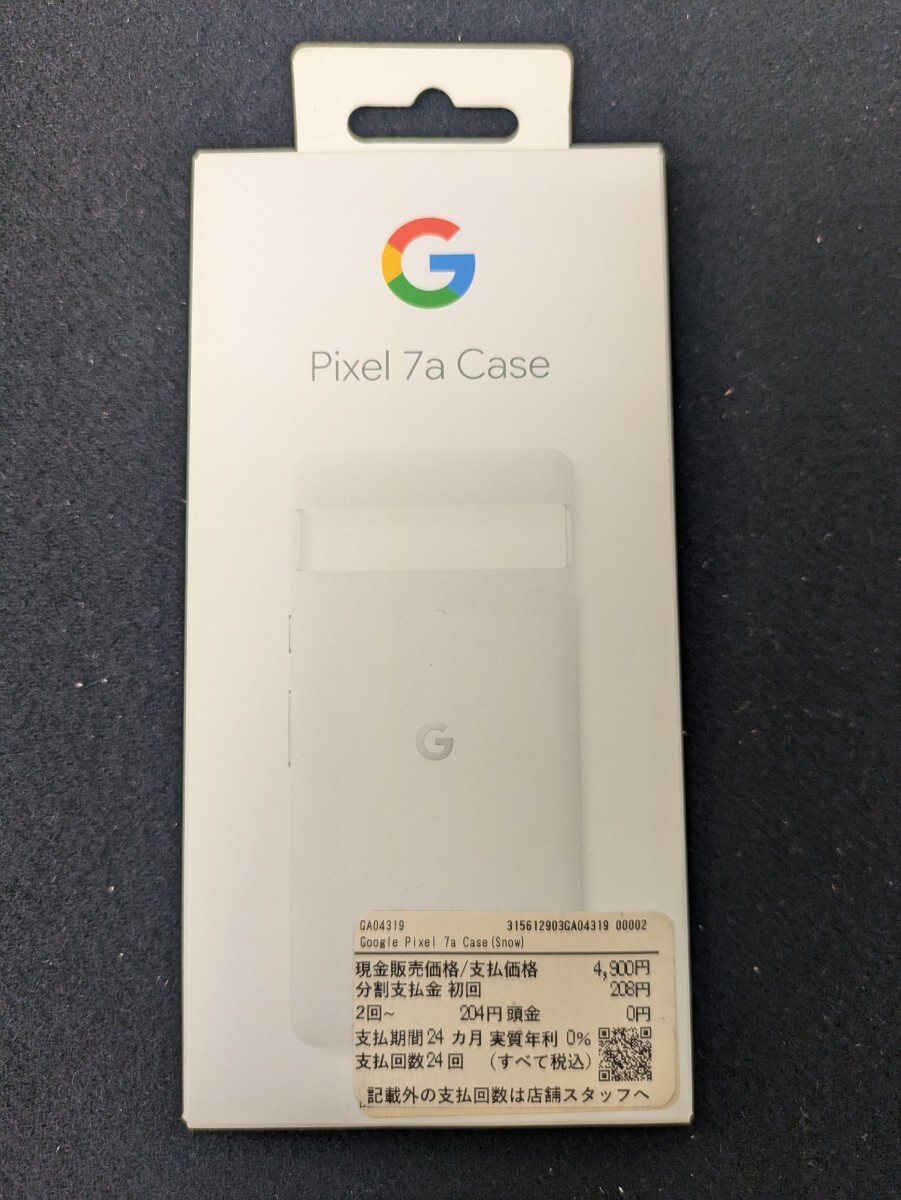 G
Pixel 7a Case
G
GA04319 315612903GA04319 00002
Google Pixel 7a Case(Snow)
現金販売価格/支払価格 4,900円
分割支払金 初回 208円
2回~ 204円 頭金 0円
支払期間24 カ月 実質年利 0%
支払回数24回 (すべて税込)
記載外の支払回数は店舗スタッフへ